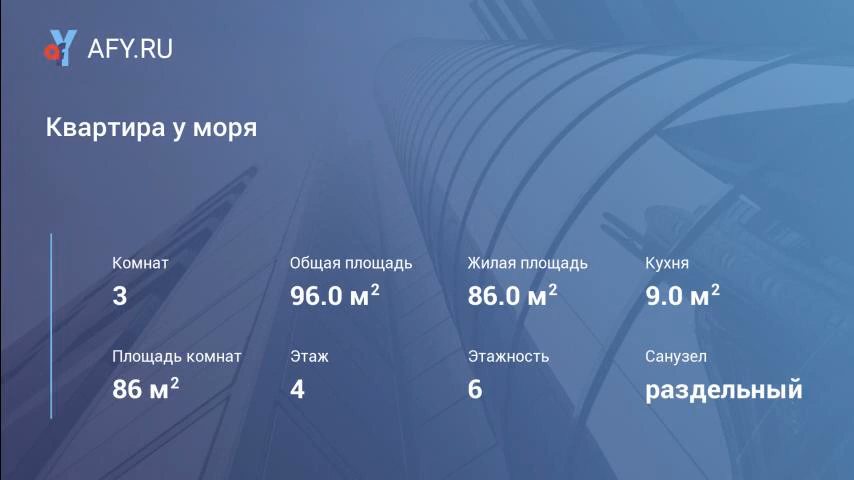 AFY.RU
Квартира у моря
Комнат Общая площадь Жилая площадь Кухня
3 96.0 м² 86.0 м² 9.0 м²
Площадь комнат Этаж Этажность Санузел
86 м² 4 6 раздельный